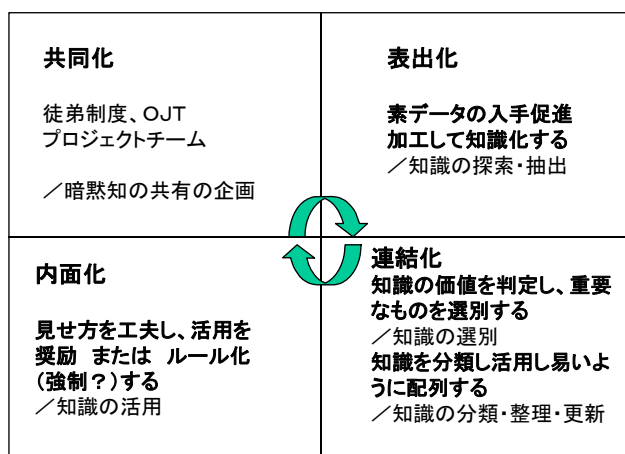 共同化
徒弟制度、OJT
プロジェクトチーム
／暗黙知の共有の企画
表出化
素データの入手促進
加工して知識化する
／知識の探索・抽出
内面化
見せ方を工夫し、活用を
奨励 または ルール化
(強制？)する
／知識の活用
連結化
知識の価値を判定し、重要
なものを選別する
／知識の選別
知識を分類し活用し易いよ
うに配列する
／知識の分類・整理・更新